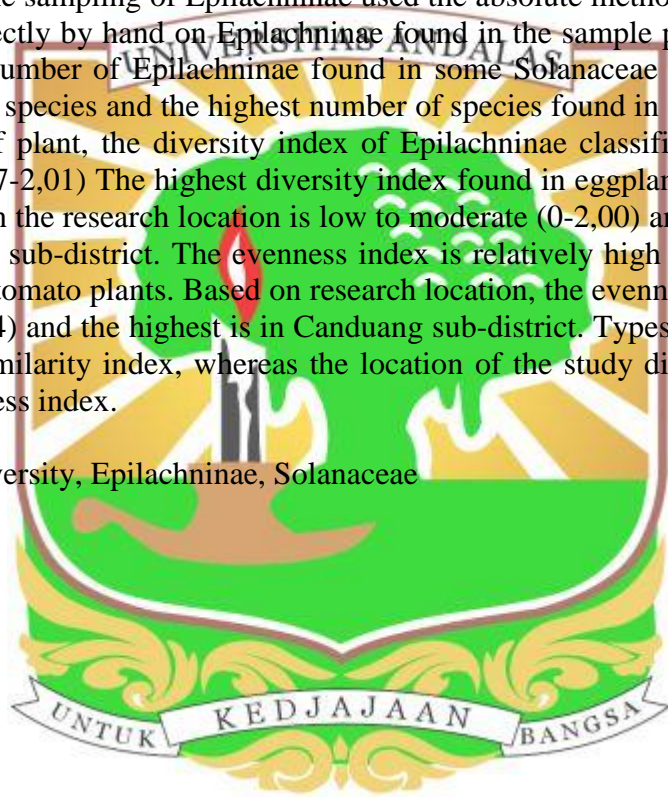 e sampling of Epilachninae used the absolute metho
ectly by hand on Epilachninae found in the sample p
UNIVERSITAS ANDALAS
umber of Epilachninae found in some Solanaceae
species and the highest number of species found in
f plant, the diversity index of Epilachninae classifi
7-2,01) The highest diversity index found in eggplan
n the research location is low to moderate (0-2,00) an
sub-district. The evenness index is relatively high
tomato plants. Based on research location, the evenn
4) and the highest is in Canduang sub-district. Types
milarity index, whereas the location of the study di
ess index.
versity, Epilachninae, Solanaceae
UNTUK KEDJAJAAN BANGSA